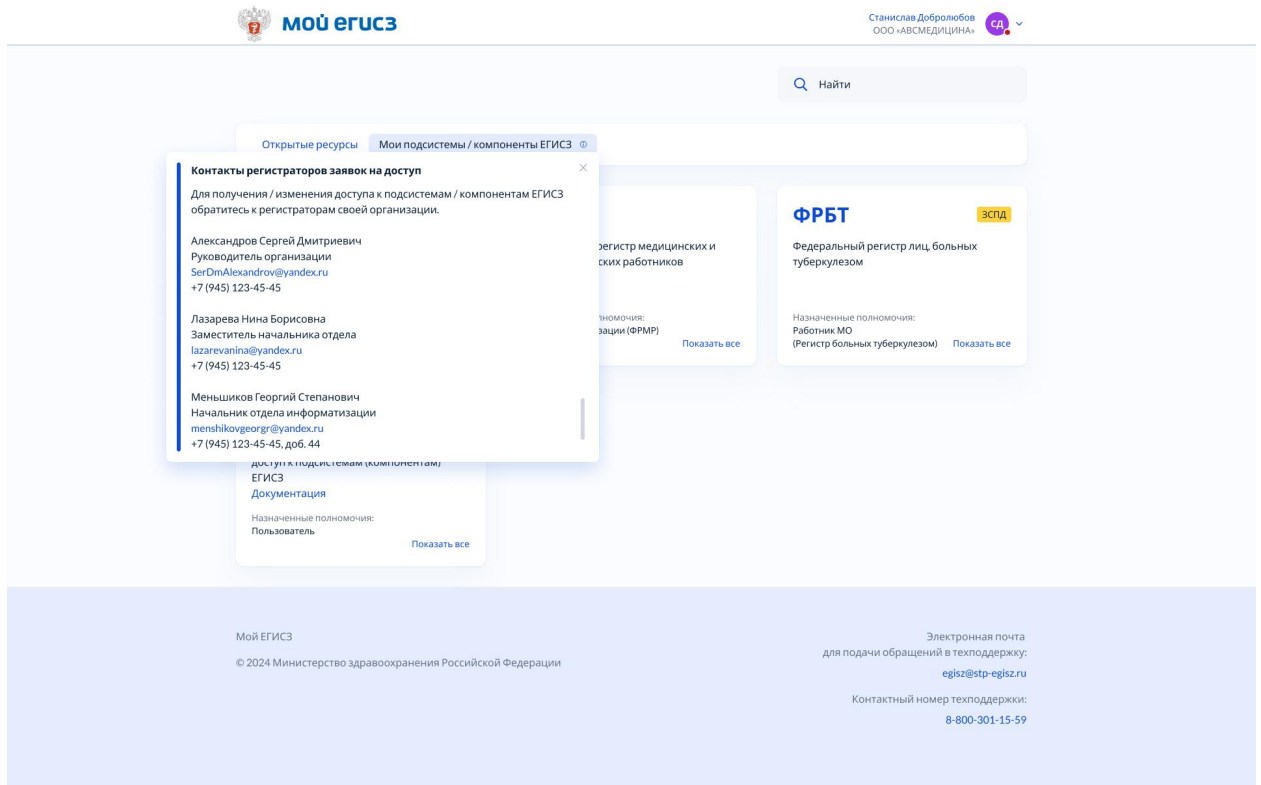 МОЙ ЕГИСЗ
Станислав Добролюбов
ООО «АВСМЕДИЦИНА»
СД
Найти
Открытые ресурсы
Мои подсистемы / компоненты ЕГИСЗ
Контакты регистраторов заявок на доступ
Для получения / изменения доступа к подсистемам / компонентам ЕГИСЗ
обратитесь к регистраторам своей организации.
Александров Сергей Дмитриевич
Руководитель организации
SerDmAlexandrov@yandex.ru
+7 (945) 123-45-45
Лазарева Нина Борисовна
Заместитель начальника отдела
lazarevanina@yandex.ru
+7 (945) 123-45-45
Меньшиков Георгий Степанович
Начальник отдела информатизации
menshikovgeorgr@yandex.ru
+7 (945) 123-45-45, доб. 44
медицинских и
работников
(ФРМР)
Показать все
ФРБТ
ЗСПД
Федеральный регистр лиц, больных
туберкулезом
Назначенные полномочия:
Работник МО
(Регистр больных туберкулезом)
Показать все
доступ к подсистемам (компонентам)
ЕГИСЗ
Документация
Назначенные полномочия:
Пользователь
Показать все
Мой ЕГИСЗ
© 2024 Министерство здравоохранения Российской Федерации
Электронная почта
для подачи обращений в техподдержку:
egisz@stp-egisz.ru
Контактный номер техподдержки:
8-800-301-15-59